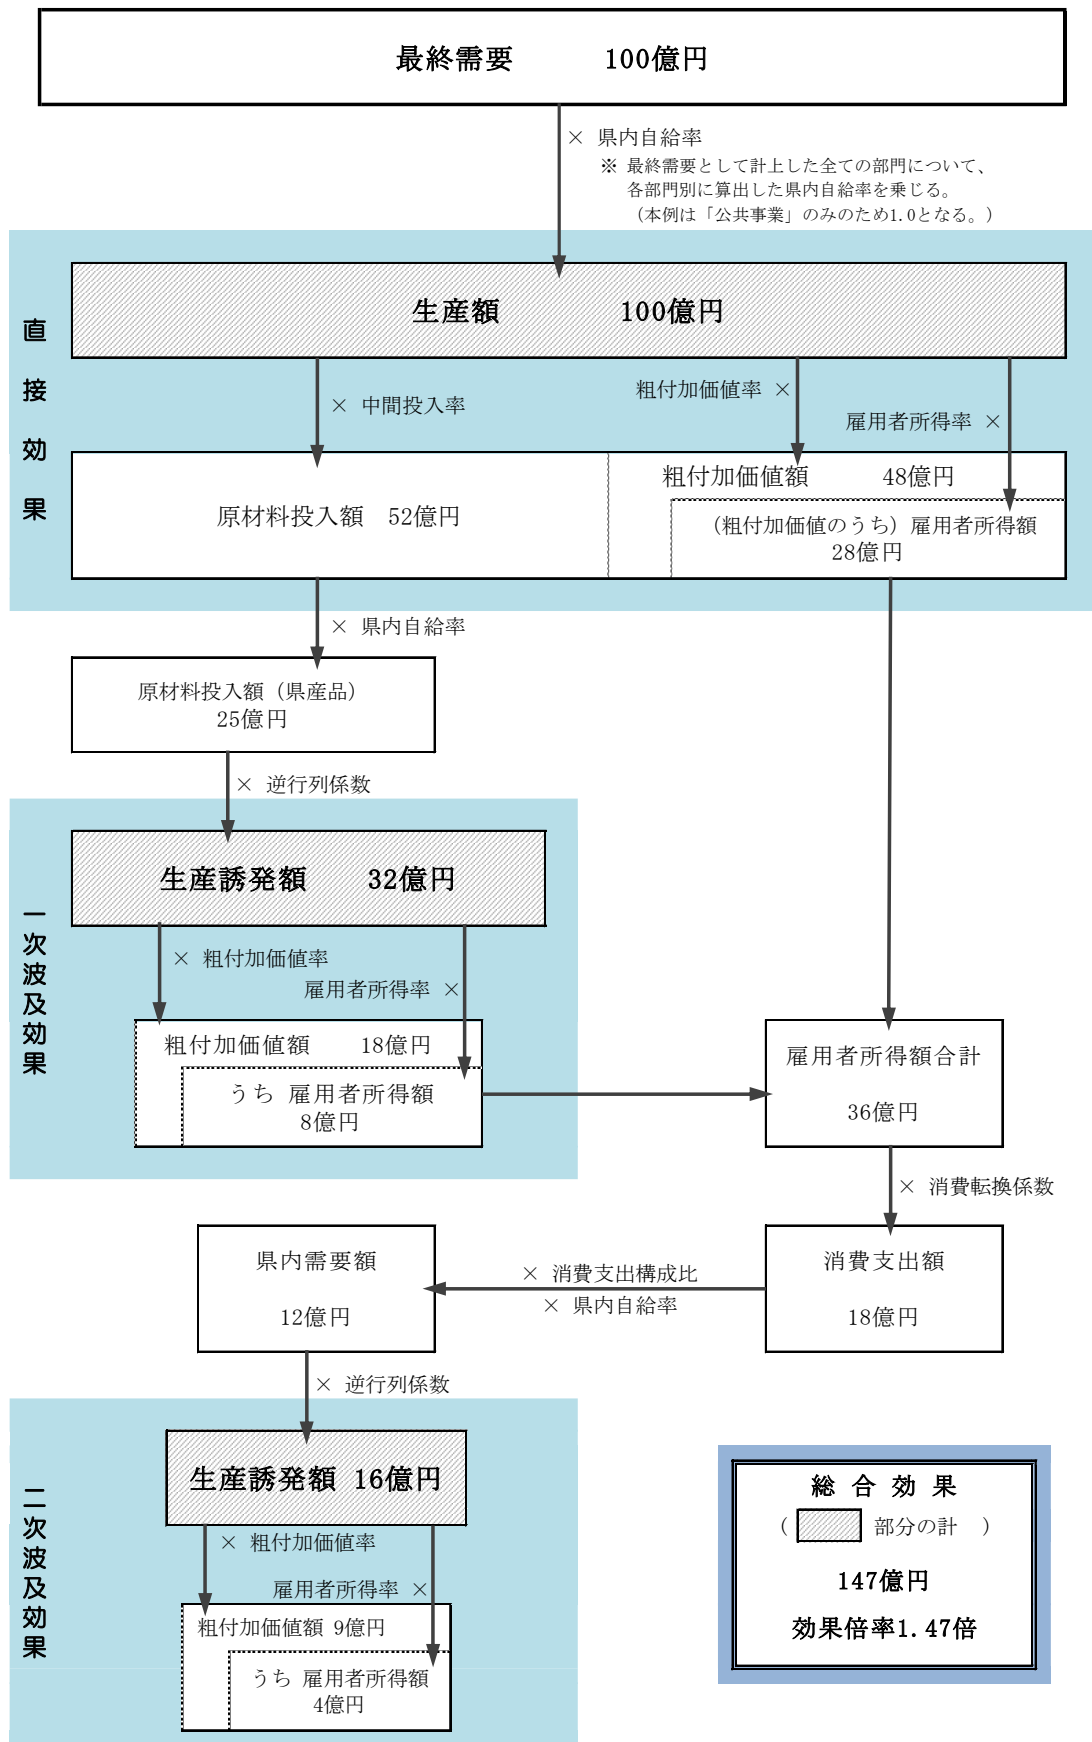 最終需要 100億円
× 県内自給率
※ 最終需要として計上した全ての部門について、
各部門別に算出した県内自給率を乗じる。
（本例は「公共事業」のみのため1.0となる。）
直接効果
生産額 100億円
× 中間投入率
粗付加価値率 ×
雇用者所得率 ×
原材料投入額 52億円
粗付加価値額 48億円
（粗付加価値のうち）雇用者所得額
28億円
× 県内自給率
原材料投入額（県産品）
25億円
× 逆行列係数
一次波及効果
生産誘発額 32億円
× 粗付加価値率
雇用者所得率 ×
粗付加価値額 18億円
うち 雇用者所得額
8億円
雇用者所得額合計
36億円
× 消費転換係数
消費支出額
18億円
× 消費支出構成比
× 県内自給率
県内需要額
12億円
× 逆行列係数
二次波及効果
生産誘発額 16億円
× 粗付加価値率
雇用者所得率 ×
粗付加価値額 9億円
うち 雇用者所得額
4億円
総合効果
（ 部分の計 ）
147億円
効果倍率1.47倍